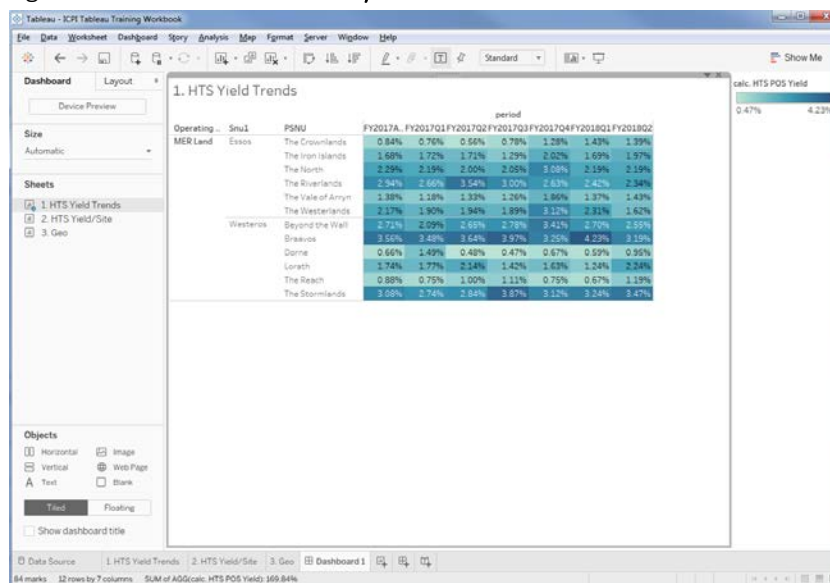 Tableau - ICPI Tableau Training Workbook
File Data Worksheet Dashboard Story Analysis Map Format Server Window Help
Standard
Show Me
Dashboard Layout
Device Preview
Size
Automatic
Sheets
1. HTS Yield Trends
2. HTS Yield/Site
3. Geo
1. HTS Yield Trends
period
Operating .. Snu1 PSNU FY2017A.. FY2017Q1 FY2017Q2 FY2017Q3 FY2017Q4 FY2018Q1 FY2018Q2
MER Land Essos The Crownlands 0.84% 0.76% 0.56% 0.78% 1.28% 1.43% 1.39%
The Iron Islands 1.68% 1.72% 1.71% 1.29% 2.02% 1.69% 1.97%
The North 2.29% 2.19% 2.00% 2.05% 3.08% 2.19% 2.19%
The Riverlands 2.94% 2.66% 3.54% 3.00% 2.63% 2.42% 2.34%
The Vale of Arryn 1.38% 1.18% 1.33% 1.26% 1.86% 1.37% 1.43%
The Westerlands 2.17% 1.90% 1.94% 1.89% 3.12% 2.31% 1.62%
Westeros Beyond the Wall 2.71% 2.09% 2.65% 2.78% 3.41% 2.70% 2.55%
Braavos 3.56% 3.48% 3.64% 3.97% 3.25% 4.23% 3.19%
Dorne 0.66% 1.49% 0.48% 0.47% 0.67% 0.59% 0.95%
Lorath 1.74% 1.77% 2.14% 1.42% 1.63% 1.24% 2.24%
The Reach 0.88% 0.75% 1.00% 1.11% 0.75% 0.67% 1.19%
The Stormlands 3.08% 2.74% 2.84% 3.87% 3.12% 3.24% 3.47%
calc. HTS POS Yield
0.47% 4.23%
Objects
Horizontal Image
Vertical Web Page
A Text Blank
Tiled Floating
Show dashboard title
Data Source 1. HTS Yield Trends 2. HTS Yield/Site 3. Geo Dashboard 1
84 marks 12 rows by 7 columns SUM of AGG(calc. HTS POS Yield): 169.84%